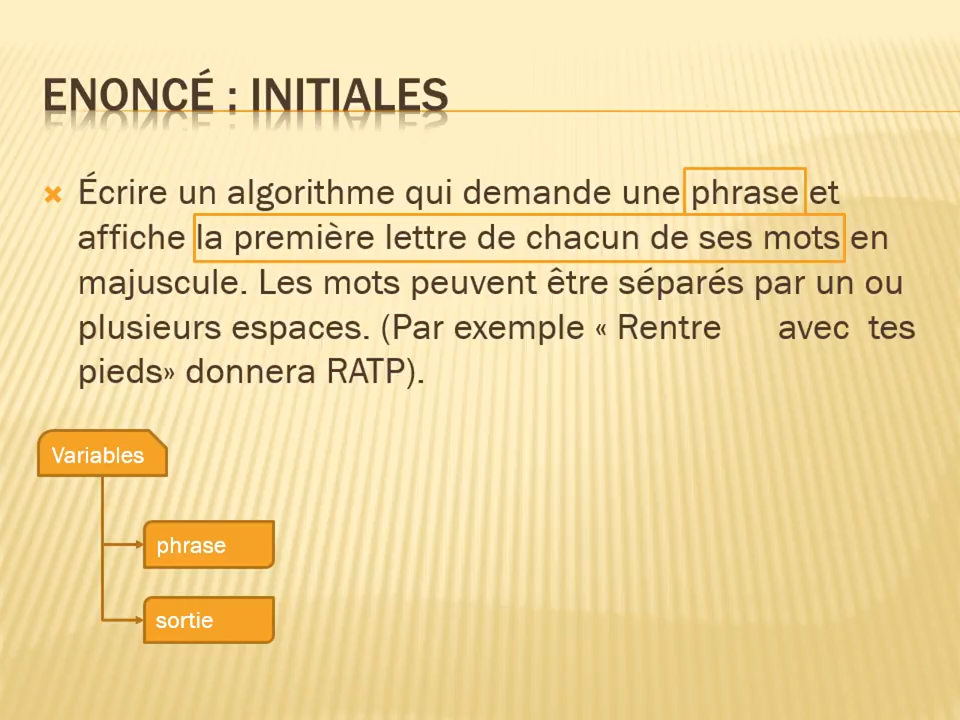 ENONCÉ : INITIALES
Écrire un algorithme qui demande une phrase et
affiche la première lettre de chacun de ses mots en
majuscule. Les mots peuvent être séparés par un ou
plusieurs espaces. (Par exemple « Rentre      avec  tes
pieds» donnera RATP).
Variables
phrase
sortie